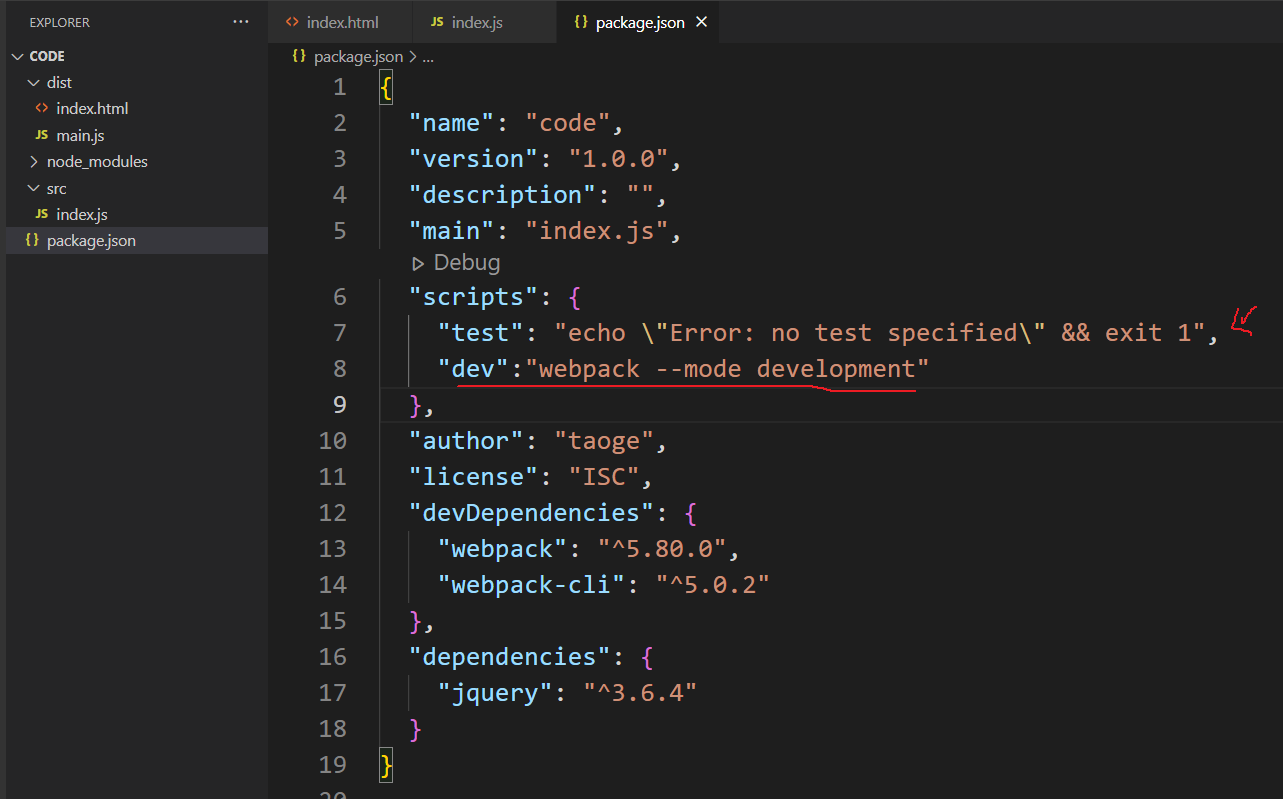 EXPLORER ...
index.html
JS index.js
{} package.json ×
CODE
{} package.json > ...
dist
index.html
JS main.js
node_modules
src
JS index.js
{} package.json
1 {
2 "name": "code",
3 "version": "1.0.0",
4 "description": "",
5 "main": "index.js",
Debug
6 "scripts": {
7 "test": "echo \"Error: no test specified\" && exit 1",
8 "dev":"webpack --mode development"
9 },
10 "author": "taoge",
11 "license": "ISC",
12 "devDependencies": {
13 "webpack": "^5.80.0",
14 "webpack-cli": "^5.0.2"
15 },
16 "dependencies": {
17 "jquery": "^3.6.4"
18 }
19 }
20